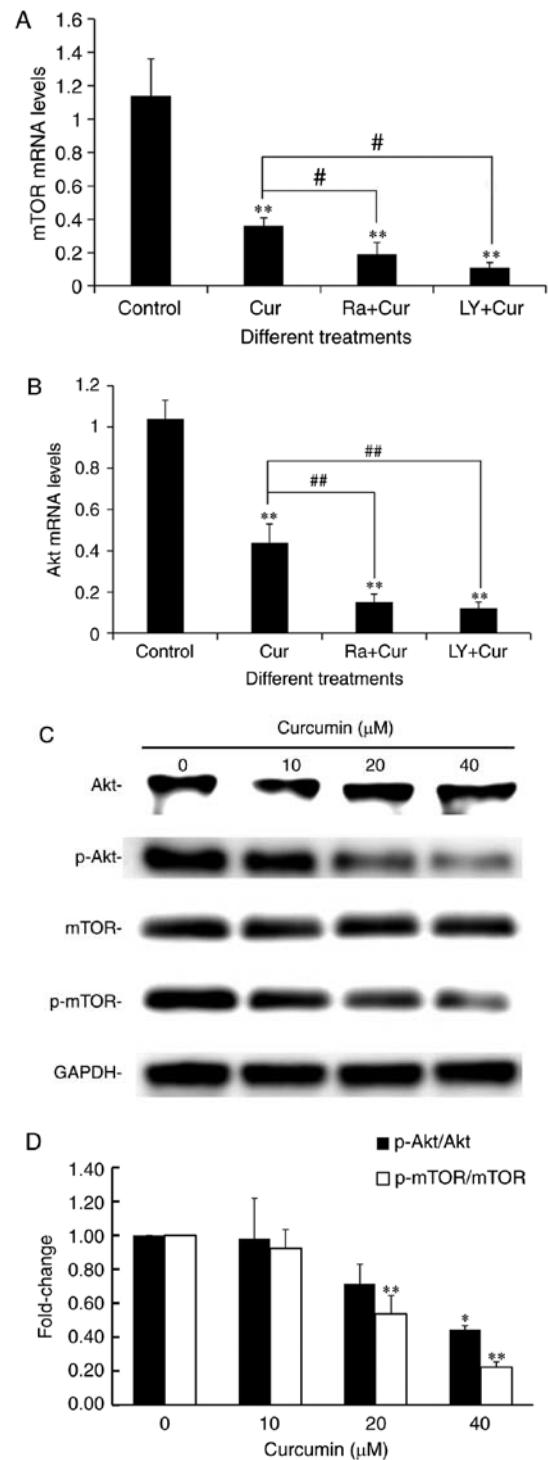 A
mTOR mRNA levels
1.6
1.4
1.2
1
0.8
0.6
0.4
0.2
0
#
#
**
**
**
Control Cur Ra+Cur LY+Cur
Different treatments
B
Akt mRNA levels
1.2
1
0.8
0.6
0.4
0.2
0
##
##
**
**
**
Control Cur Ra+Cur LY+Cur
Different treatments
C
Curcumin (μM)
0 10 20 40
Akt-
p-Akt-
mTOR-
p-mTOR-
GAPDH-
D
p-Akt/Akt
p-mTOR/mTOR
Fold-change
1.40
1.20
1.00
0.80
0.60
0.40
0.20
0.00
**
*
**
0 10 20 40
Curcumin (μM)